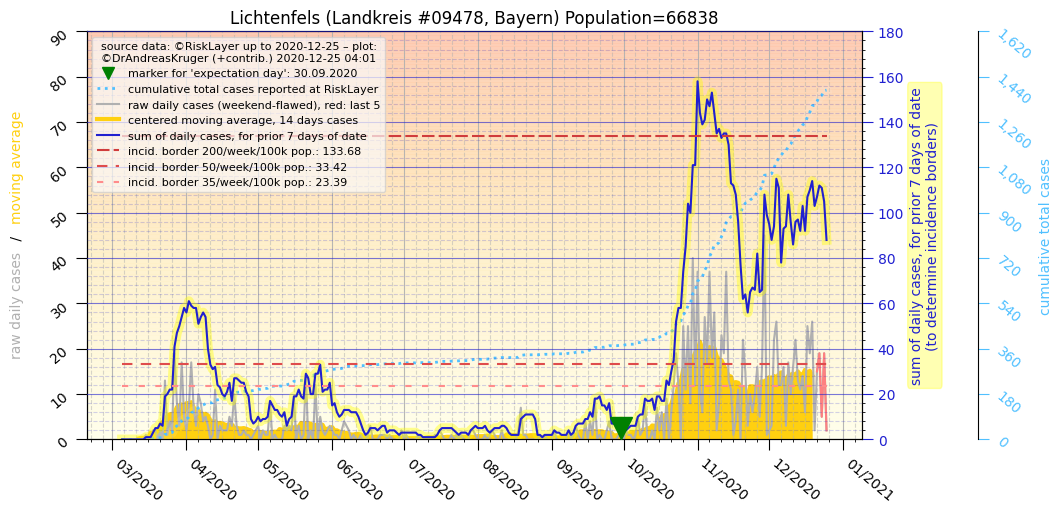 Lichtenfels (Landkreis #09478, Bayern) Population=66838
source data: ©RiskLayer up to 2020-12-25 – plot:
©DrAndreasKruger (+contrib.) 2020-12-25 04:01
marker for 'expectation day': 30.09.2020
cumulative total cases reported at RiskLayer
raw daily cases (weekend-flawed), red: last 5
centered moving average, 14 days cases
sum of daily cases, for prior 7 days of date
incid. border 200/week/100k pop.: 133.68
incid. border 50/week/100k pop.: 33.42
incid. border 35/week/100k pop.: 23.39
raw daily cases / moving average
90
80
70
60
50
40
30
20
10
0
03/2020
04/2020
05/2020
06/2020
07/2020
08/2020
09/2020
10/2020
11/2020
12/2020
01/2021
180
160
140
120
100
80
60
40
20
0
sum of daily cases, for prior 7 days of date
(to determine incidence borders)
1,620
1,440
1,260
1,080
900
720
540
360
180
0
cumulative total cases